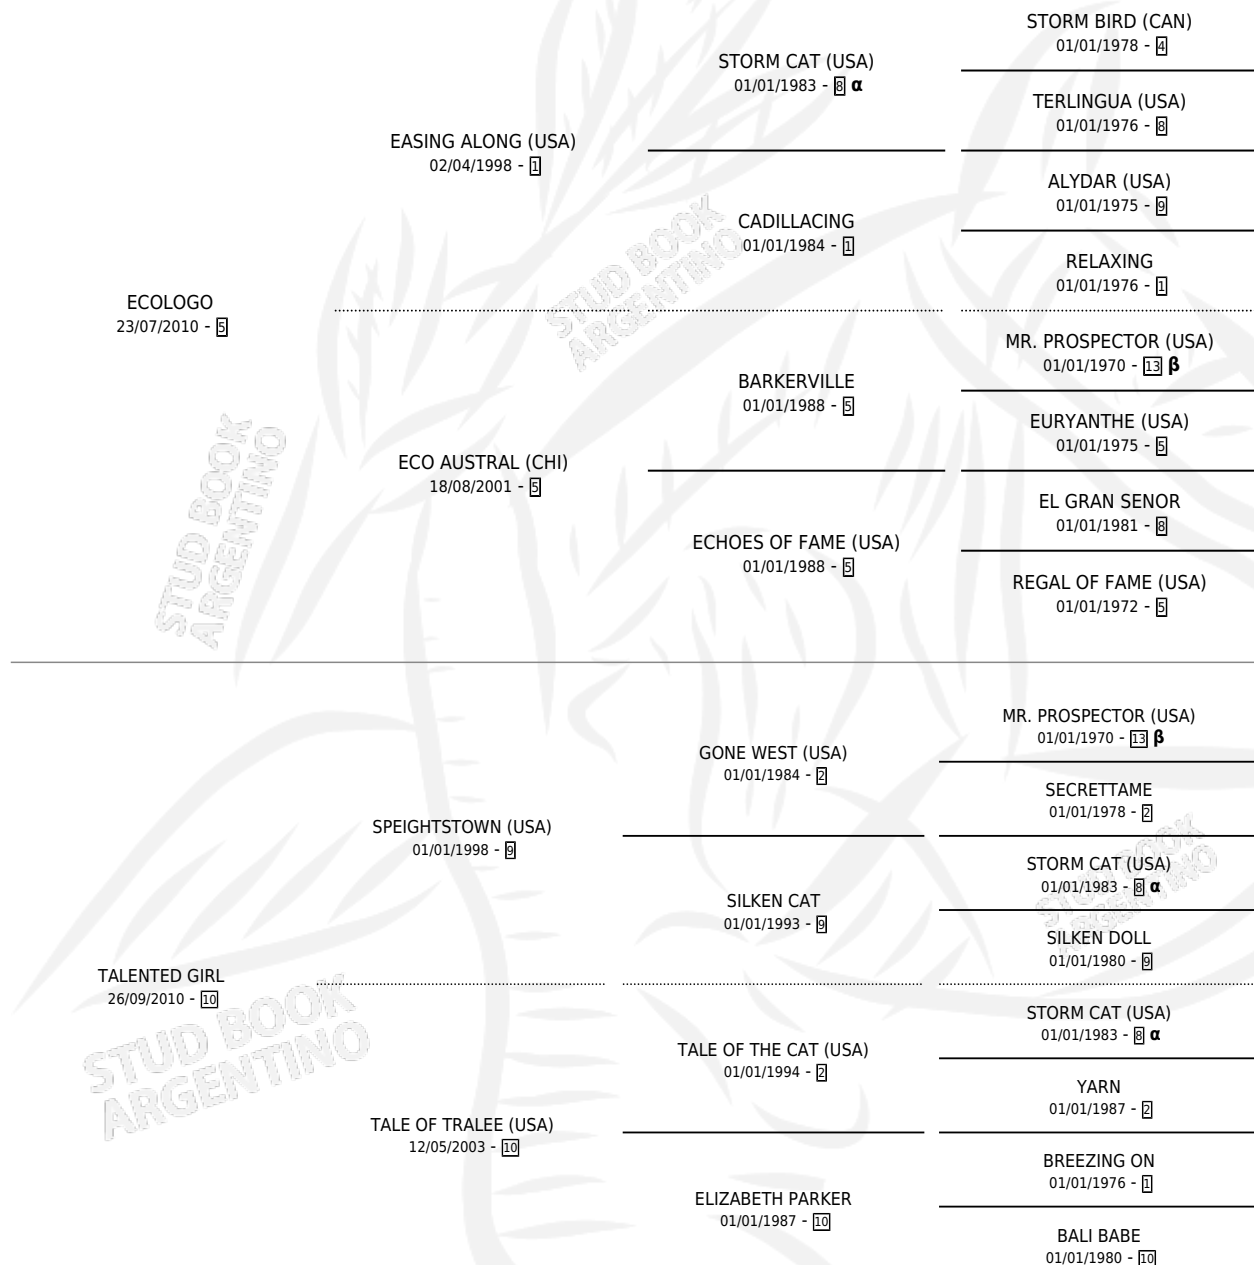 STORM BIRD (CAN)
01/01/1978 - 4
STORM CAT (USA)
01/01/1983 - 8 α
TERLINGUA (USA)
01/01/1976 - 8
EASING ALONG (USA)
02/04/1998 - 1
ALYDAR (USA)
01/01/1975 - 9
CADILLACING
01/01/1984 - 1
RELAXING
01/01/1976 - 1
ECOLOGO
23/07/2010 - 5
MR. PROSPECTOR (USA)
01/01/1970 - 13 β
BARKERVILLE
01/01/1988 - 5
EURYANTHE (USA)
01/01/1975 - 5
ECO AUSTRAL (CHI)
18/08/2001 - 5
EL GRAN SENOR
01/01/1981 - 8
ECHOES OF FAME (USA)
01/01/1988 - 5
REGAL OF FAME (USA)
01/01/1972 - 5
MR. PROSPECTOR (USA)
01/01/1970 - 13 β
GONE WEST (USA)
01/01/1984 - 2
SECRETTAME
01/01/1978 - 2
SPEIGHTSTOWN (USA)
01/01/1998 - 9
STORM CAT (USA)
01/01/1983 - 8 α
SILKEN CAT
01/01/1993 - 9
SILKEN DOLL
01/01/1980 - 9
TALENTED GIRL
26/09/2010 - 10
STORM CAT (USA)
01/01/1983 - 8 α
TALE OF THE CAT (USA)
01/01/1994 - 2
YARN
01/01/1987 - 2
TALE OF TRALEE (USA)
12/05/2003 - 10
BREEZING ON
01/01/1976 - 1
ELIZABETH PARKER
01/01/1987 - 10
BALI BABE
01/01/1980 - 10
STUD BOOK
ARGENTINO
STUD BOOK
ARGENTINO
STUD BOOK
ARGENTINO
STUD BOOK
ARGENTINO